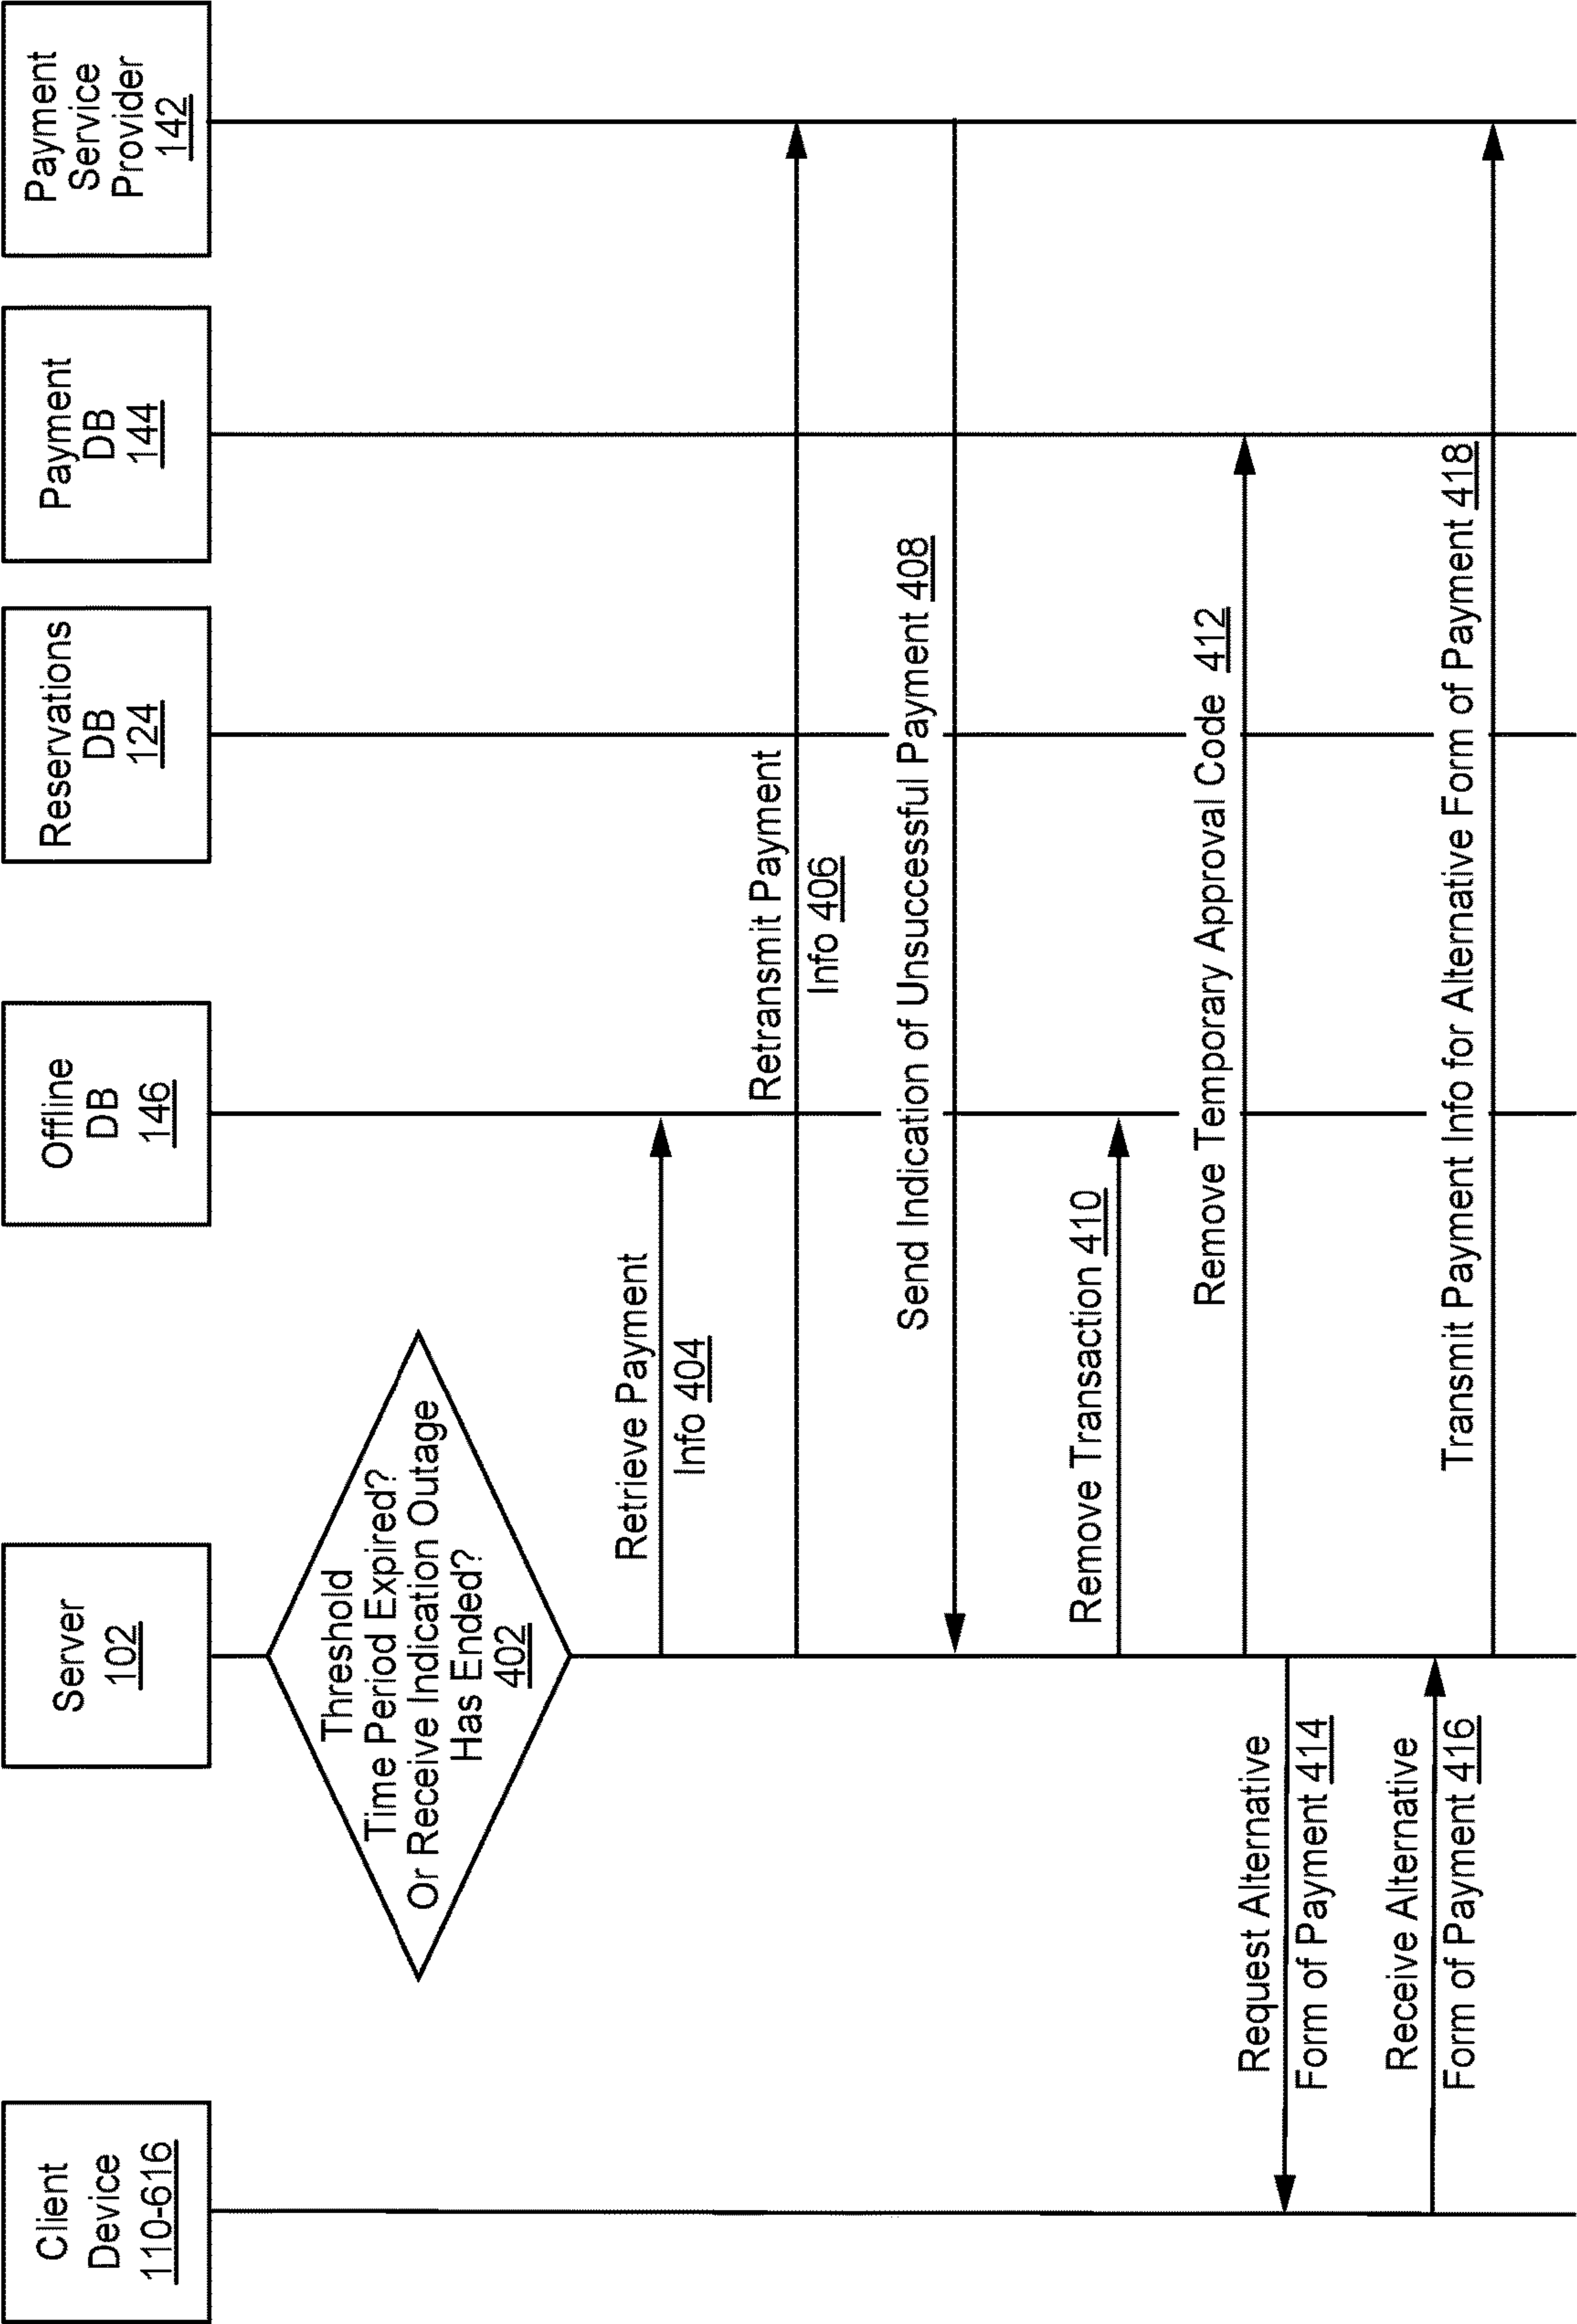 Client
Device
110-616
Server
102
Offline
DB
146
Reservations
DB
124
Payment
DB
144
Payment
Service
Provider
142
Threshold
Time Period Expired?
Or Receive Indication Outage
Has Ended?
402
Retrieve Payment
Info 404
Retransmit Payment
Info 406
Send Indication of Unsuccessful Payment 408
Remove Transaction 410
Remove Temporary Approval Code 412
Request Alternative
Form of Payment 414
Receive Alternative
Form of Payment 416
Transmit Payment Info for Alternative Form of Payment 418